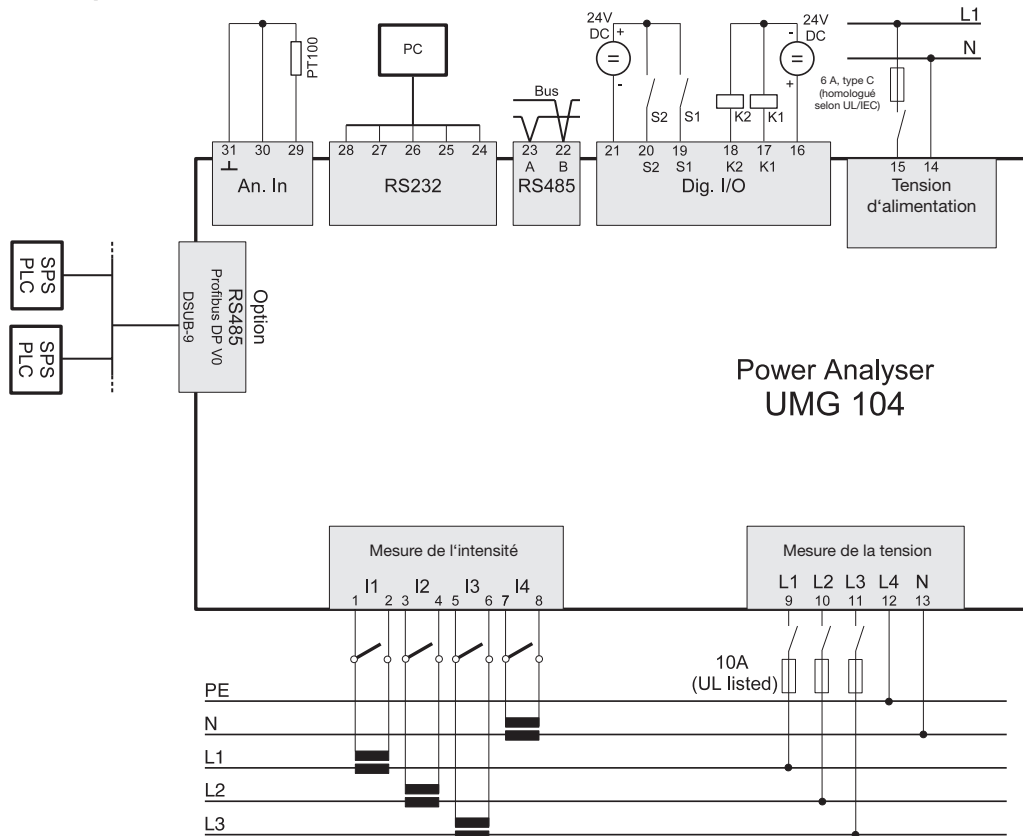 24V
DC
+
-
24V
DC
-
+
L1
N
PT100
PC
6 A, type C
(homologué
selon UL/IEC)
Bus
S2
S1
K2
K1
31
30
29
28
27
26
25
24
23
22
21
20
19
18
17
16
15
14
A
B
S2
S1
K2
K1
An. In
RS232
RS485
Dig. I/O
Tension
d'alimentation
SPS
PLC
SPS
PLC
Option
RS485
Profibus DP V0
DSUB-9
Power Analyser
UMG 104
Mesure de l'intensité
I1
I2
I3
I4
1
2
3
4
5
6
7
8
Mesure de la tension
L1
L2
L3
L4
N
9
10
11
12
13
10A
(UL listed)
PE
N
L1
L2
L3